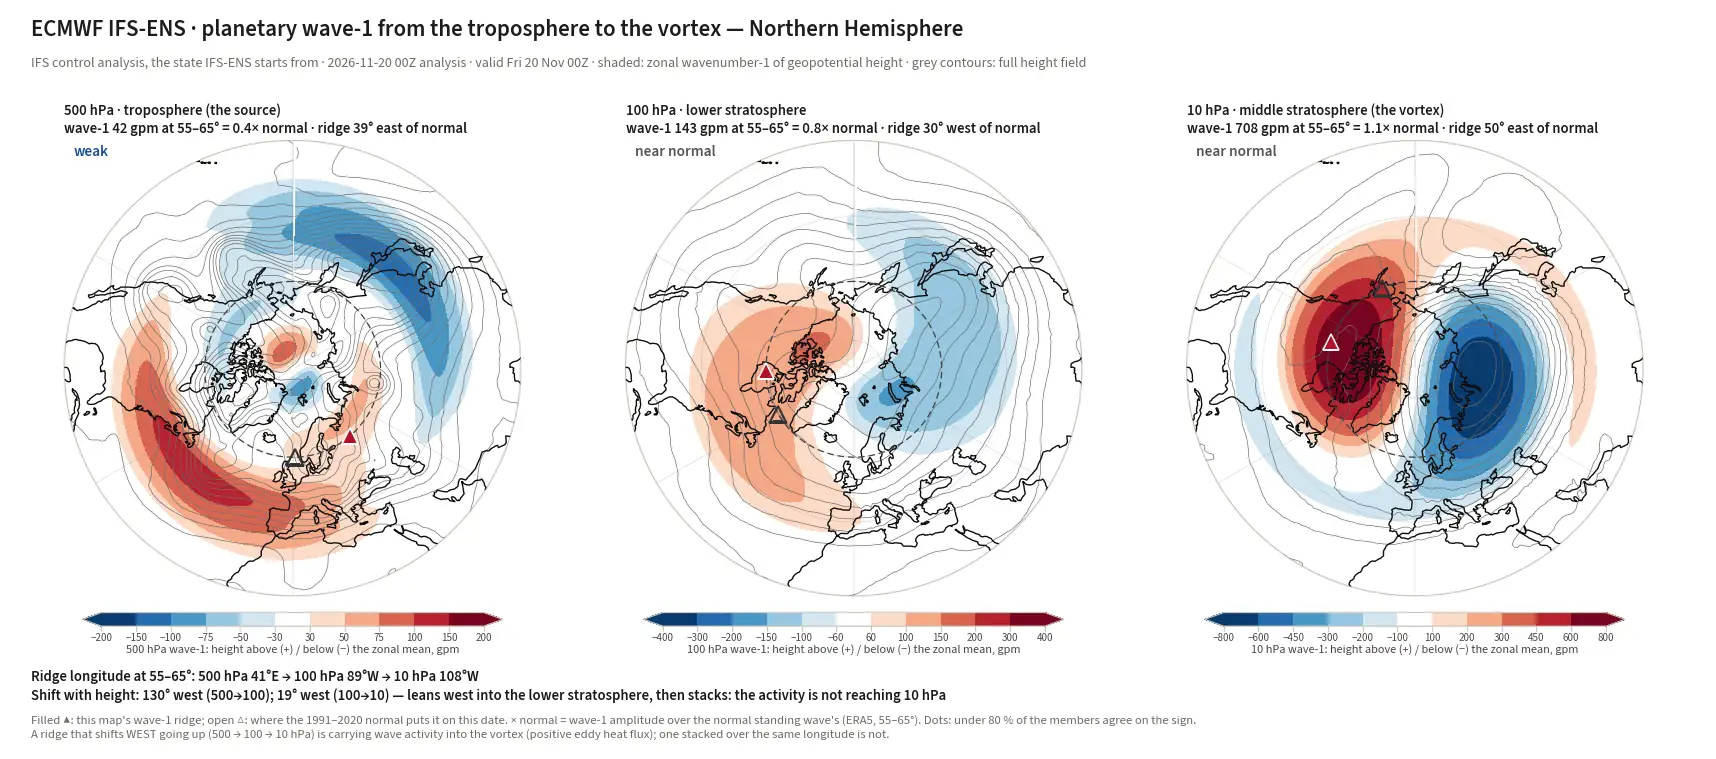 ECMWF IFS-ENS · planetary wave-1 from the troposphere to the vortex — Northern Hemisphere
IFS control analysis, the state IFS-ENS starts from · 2026-11-20 00Z analysis · valid Fri 20 Nov 00Z · shaded: zonal wavenumber-1 of geopotential height · grey contours: full height field
500 hPa · troposphere (the source)
wave-1 42 gpm at 55–65° = 0.4× normal · ridge 39° east of normal
weak
100 hPa · lower stratosphere
wave-1 143 gpm at 55–65° = 0.8× normal · ridge 30° west of normal
near normal
10 hPa · middle stratosphere (the vortex)
wave-1 708 gpm at 55–65° = 1.1× normal · ridge 50° east of normal
near normal
−200 −150 −100 −75 −50 −30 30 50 75 100 150 200
500 hPa wave-1: height above (+) / below (−) the zonal mean, gpm
−400 −300 −200 −150 −100 −60 60 100 150 200 300 400
100 hPa wave-1: height above (+) / below (−) the zonal mean, gpm
−800 −600 −450 −300 −200 −100 100 200 300 450 600 800
10 hPa wave-1: height above (+) / below (−) the zonal mean, gpm
Ridge longitude at 55–65°: 500 hPa 41°E → 100 hPa 89°W → 10 hPa 108°W
Shift with height: 130° west (500→100); 19° west (100→10) — leans west into the lower stratosphere, then stacks: the activity is not reaching 10 hPa
Filled ▲: this map's wave-1 ridge; open △: where the 1991–2020 normal puts it on this date. × normal = wave-1 amplitude over the normal standing wave's (ERA5, 55–65°). Dots: under 80 % of the members agree on the sign.
A ridge that shifts WEST going up (500 → 100 → 10 hPa) is carrying wave activity into the vortex (positive eddy heat flux); one stacked over the same longitude is not.